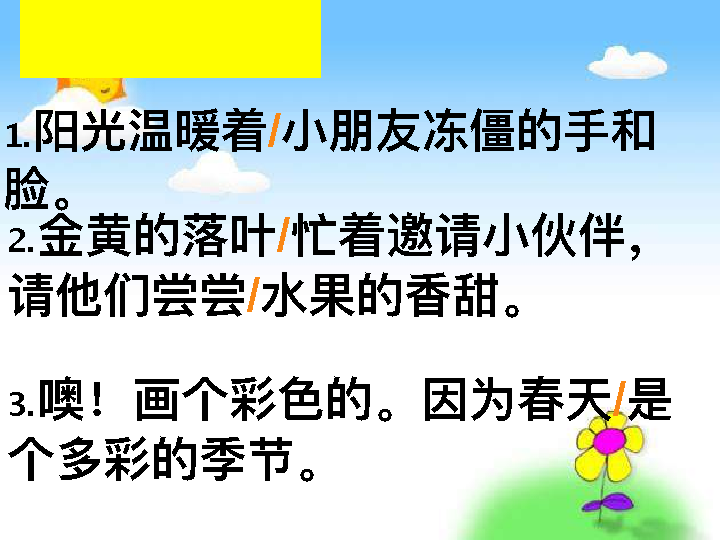 1.阳光温暖着/小朋友冻僵的手和
脸。
2.金黄的落叶/忙着邀请小伙伴，
请他们尝尝/水果的香甜。
3.噢！画个彩色的。因为春天/是
个多彩的季节。